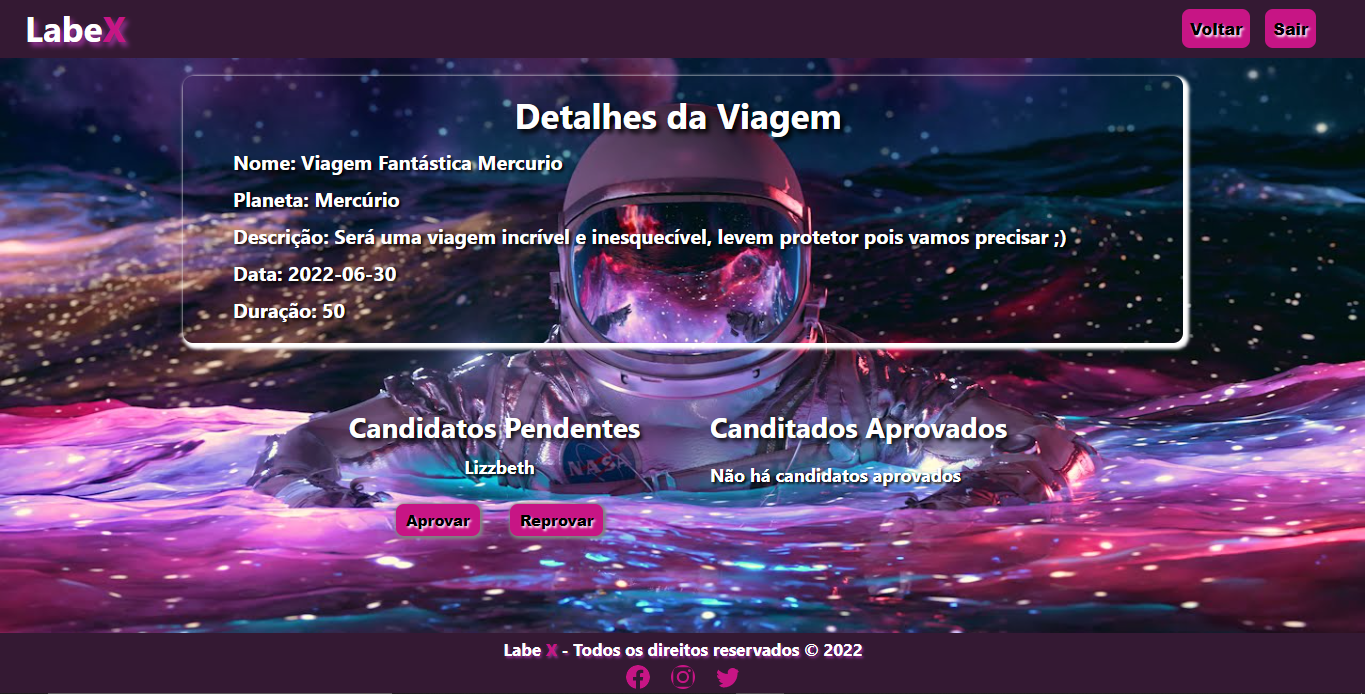 LabeX
Voltar
Sair
Detalhes da Viagem
Nome: Viagem Fantástica Mercurio
Planeta: Mercúrio
Descrição: Será uma viagem incrível e inesquecível, levem protetor pois vamos precisar ;)
Data: 2022-06-30
Duração: 50
Candidatos Pendentes
Lizzbeth
Aprovar
Reprovar
Canditados Aprovados
Não há candidatos aprovados
NASA
Labe X - Todos os direitos reservados © 2022